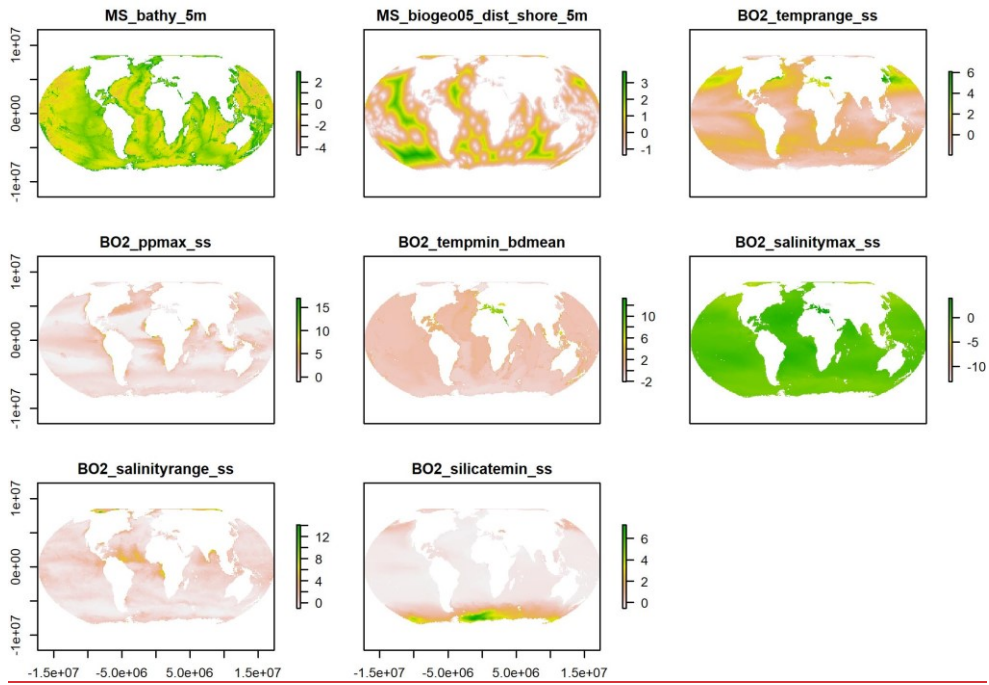 MS_bathy_5m MS_biogeo05_dist_shore_5m BO2_temprange_ss
1e+07
0e+00
-1e+07
2
0
-2
-4
3
2
1
0
-1
6
4
2
0
BO2_ppmax_ss BO2_tempmin_bdmean BO2_salinitymax_ss
1e+07
0e+00
-1e+07
15
10
5
0
10
6
4
2
0
-2
0
-5
-10
BO2_salinityrange_ss BO2_silicatemin_ss
1e+07
0e+00
-1e+07
12
8
4
0
6
4
2
0
-1.5e+07 -5.0e+06 5.0e+06 1.5e+07 -1.5e+07 -5.0e+06 5.0e+06 1.5e+07